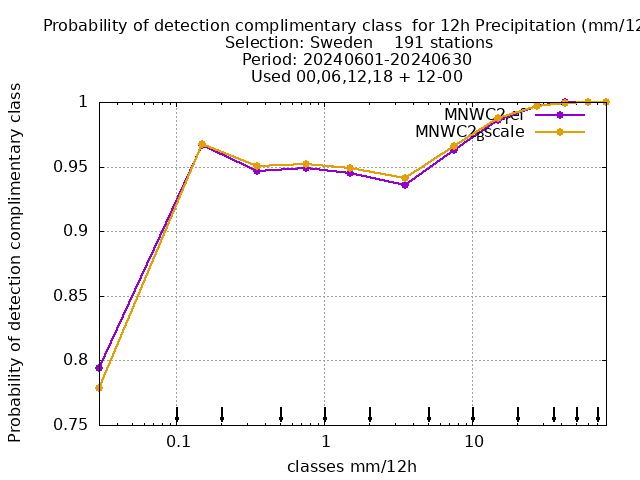 Probability of detection complimentary class  for 12h Precipitation (mm/12
Selection: Sweden    191 stations
Period: 20240601-20240630
Used 00,06,12,18 + 12-00
Probability of detection complimentary class
1
0.95
0.9
0.85
0.8
0.75
MNWC2_ref
MNWC2_Bscale
0.1
1
10
classes mm/12h